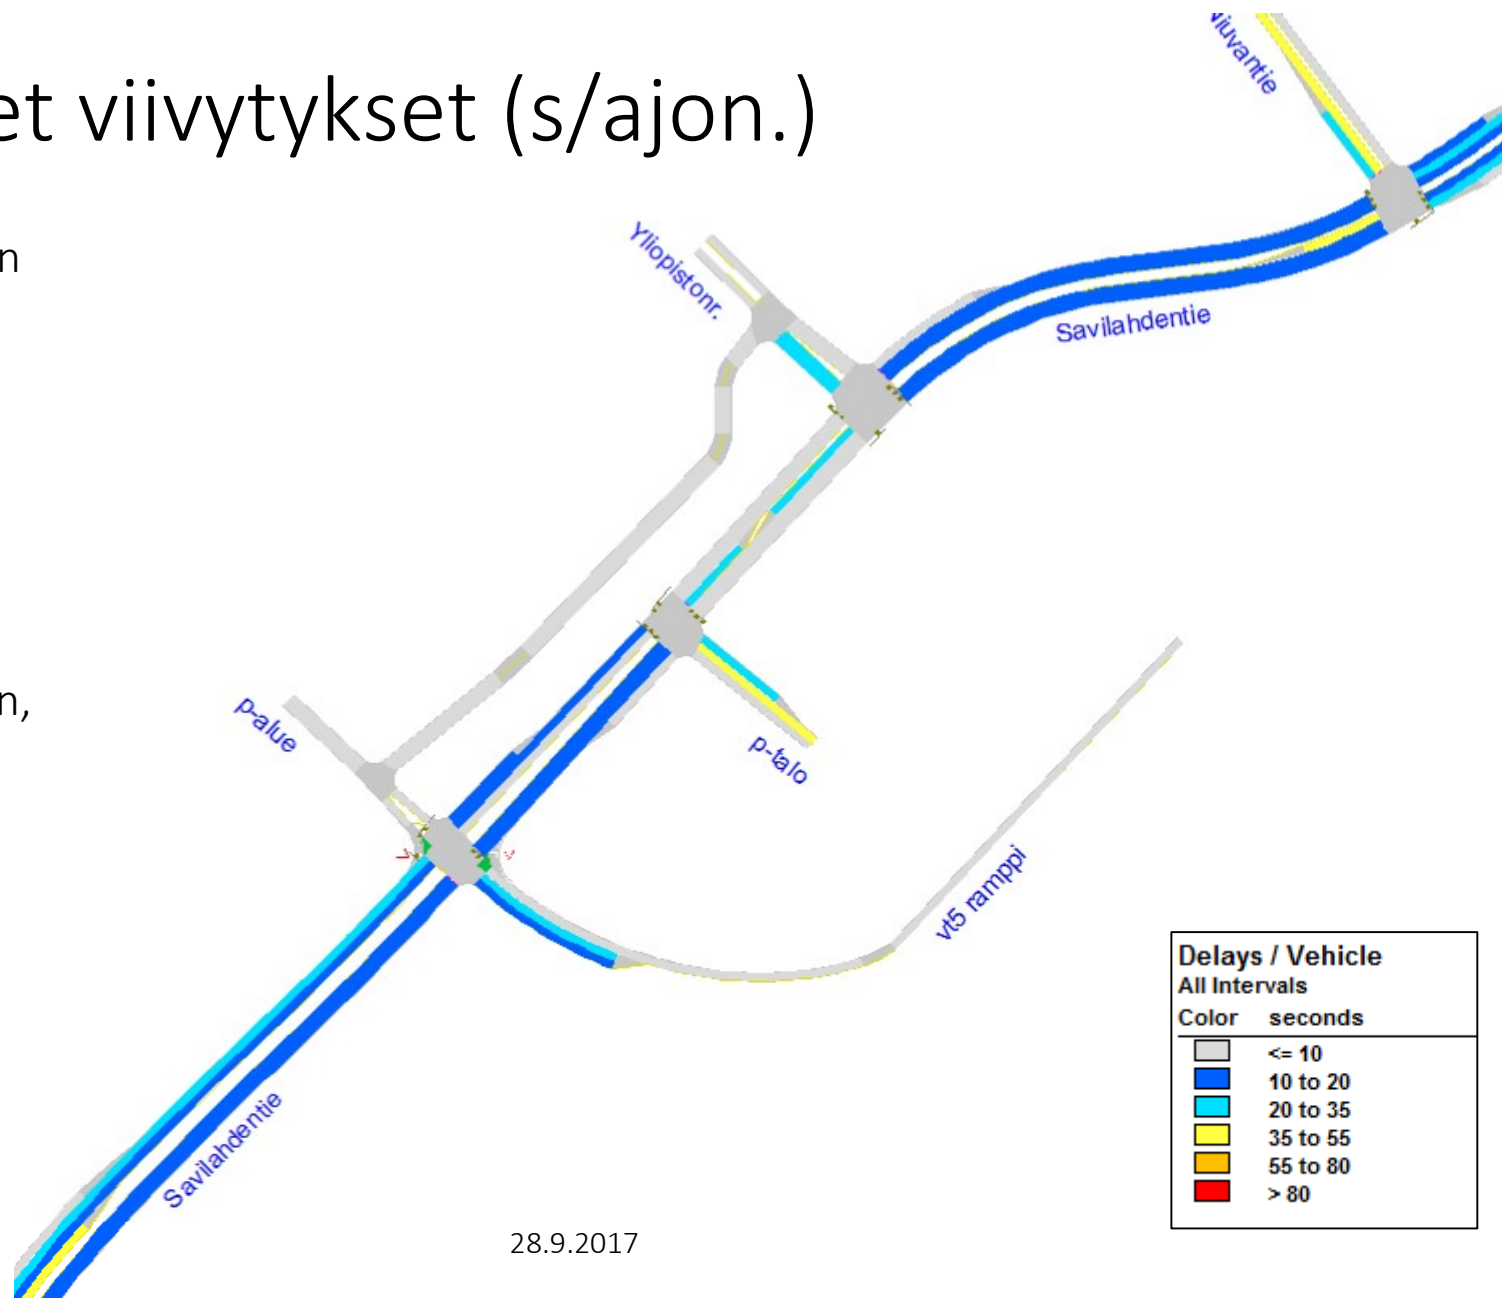 et viivytykset (s/ajon.)
n
n,
Niuvantie
Yliopistonr.
Savilahdentie
p-alue
p-talo
vt5 ramppi
Savilahdentie
Delays / Vehicle
All Intervals
Color seconds
<= 10
10 to 20
20 to 35
35 to 55
55 to 80
> 80
28.9.2017